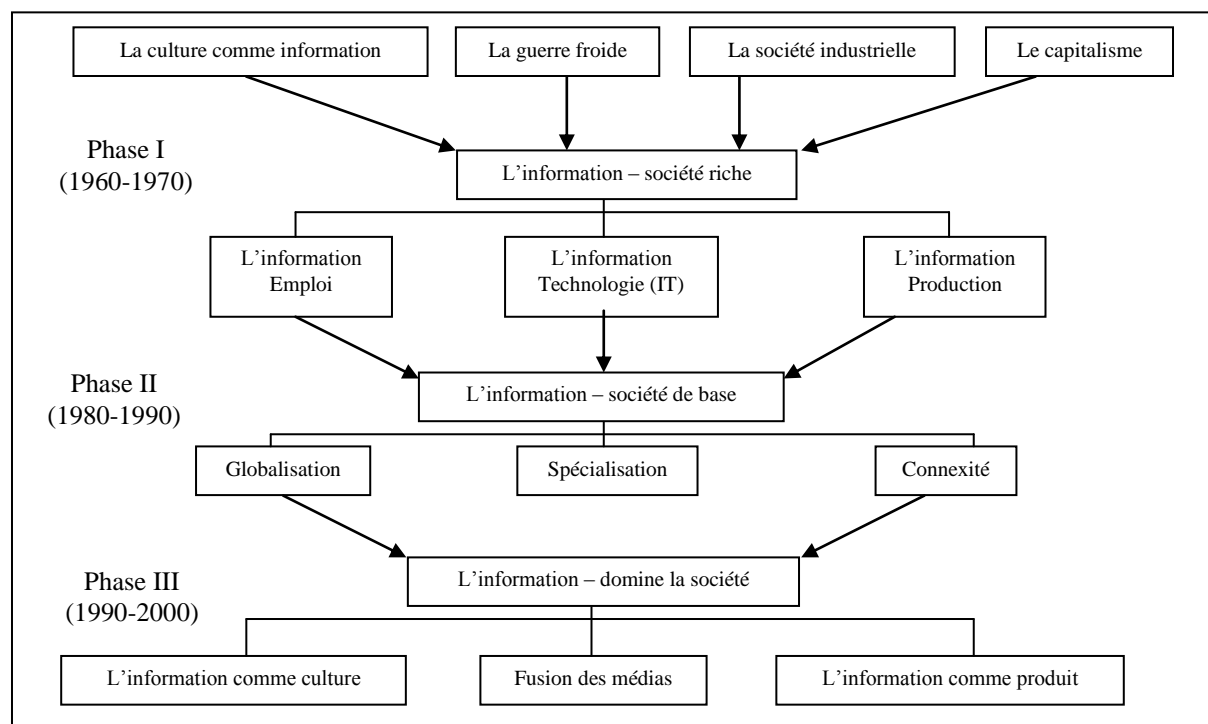 La culture comme information
La guerre froide
La société industrielle
Le capitalisme
Phase I
(1960-1970)
L’information – société riche
L’information
Emploi
L’information
Technologie (IT)
L’information
Production
Phase II
(1980-1990)
L’information – société de base
Globalisation
Spécialisation
Connexité
Phase III
(1990-2000)
L’information – domine la société
L’information comme culture
Fusion des médias
L’information comme produit